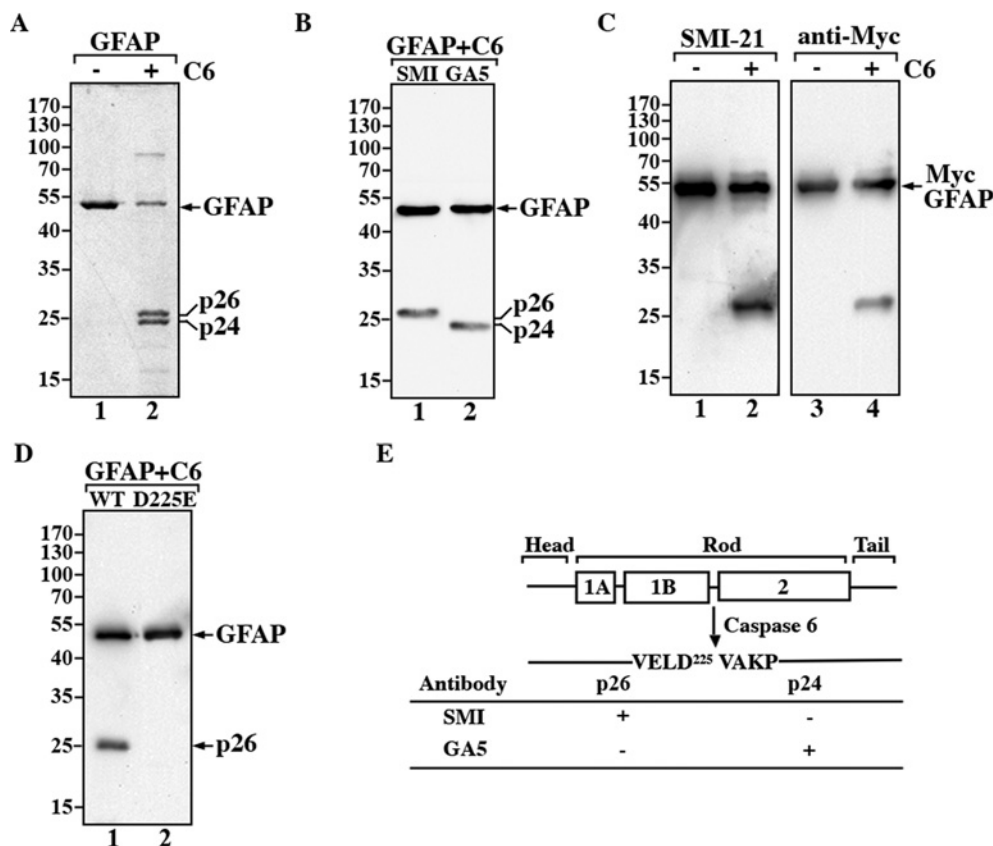 A
GFAP
- + C6
170
130
100
70
55
40
35
25
15
GFAP
p26
p24
1 2
B
GFAP+C6
SMI GA5
170
130
100
70
55
40
35
25
15
GFAP
p26
p24
1 2
C
SMI-21 anti-Myc
- + - + C6
170
130
100
70
55
40
35
25
15
Myc
GFAP
1 2 3 4
D
GFAP+C6
WT D225E
170
130
100
70
55
40
35
25
15
GFAP
p26
1 2
E
Head Rod Tail
1A 1B 2
Caspase 6
VELD²²⁵ VAKP
Antibody p26 p24
SMI + -
GA5 - +